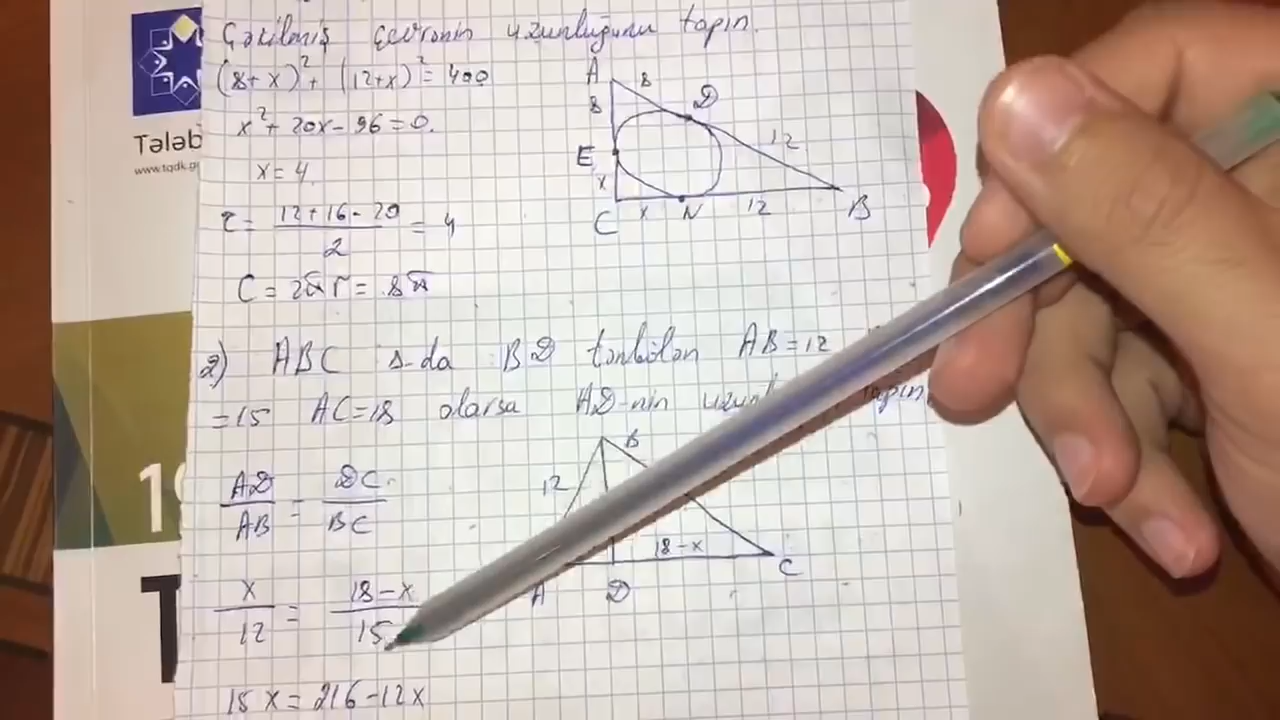 Çəkilmiş çevrənin uzunluğunu tapın.
(8+x)²+(12+x)²=400
x²+20x-96=0.
x=4.
r = (12+16-20)/2 = 4
C = 2πr = 8π
A
8
D
8
12
E
x
C
x
N
12
B
Tələb
www.tqdk.g
2) ABC Δ-da BD tənbölən AB=12
=15 AC=18 olarsa AD-nin tapın
AD/AB = DC/BC
B
12
18-x
A
D
C
x/12 = (18-x)/15
15x=216-12x
1
T